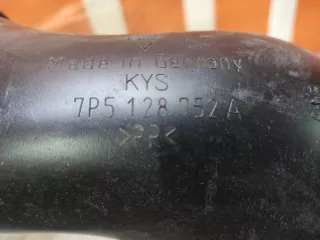 Made in Germany
KYS
7P5 128 752 A
>PP<